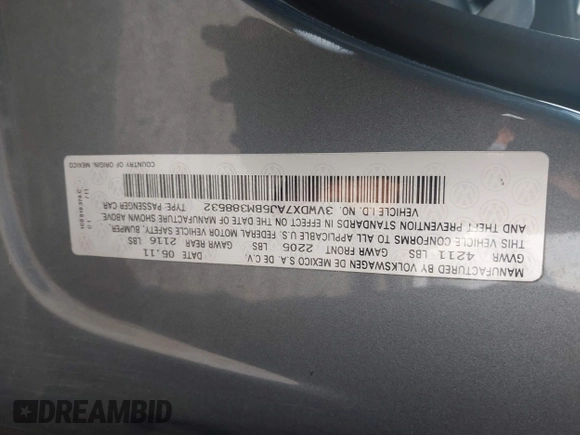 MANUFACTURED BY VOLKSWAGEN DE MEXICO S.A. DE C.V. DATE 05.11
GVWR 4211 LBS GAWR FRONT 2205 LBS GAWR REAR 2116 LBS
THIS VEHICLE CONFORMS TO ALL APPLICABLE U.S. FEDERAL MOTOR VEHICLE SAFETY, BUMPER,
AND THEFT PREVENTION STANDARDS IN EFFECT ON THE DATE OF MANUFACTURE SHOWN ABOVE
VEHICLE I.D. NO. 3VWDX7AJ5BM388532 TYPE: PASSENGER CAR
COUNTRY OF ORIGIN: MEXICO
DREAMBID